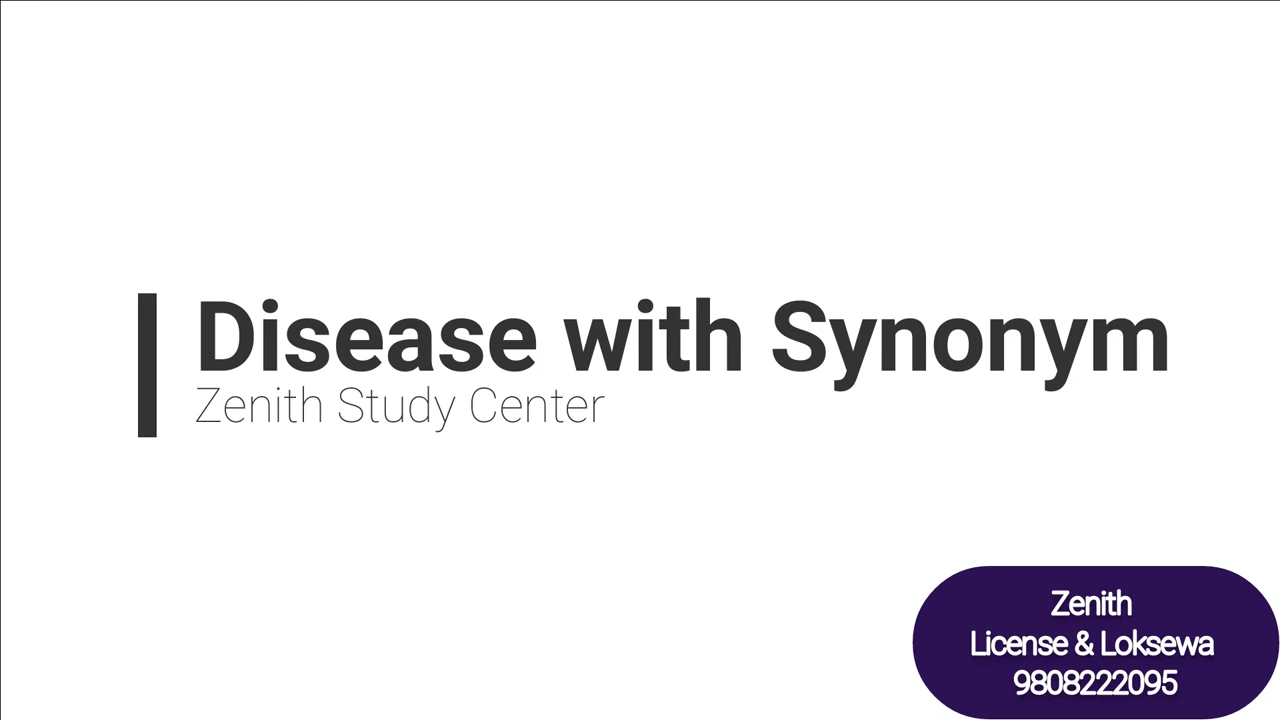 Disease with Synonym
Zenith Study Center
Zenith
License & Loksewa
9808222095